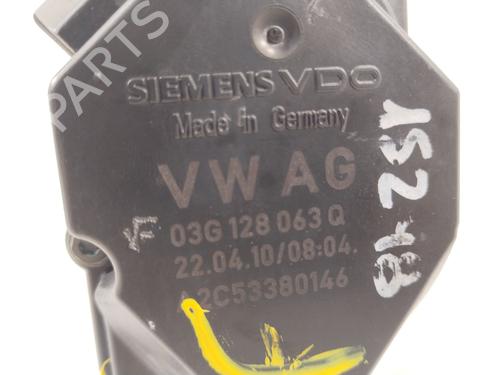 PARTS
SIEMENS VDO
Made in Germany
VW AG
03G 128 063 Q
22.04.10/08:04.
A2C53380146